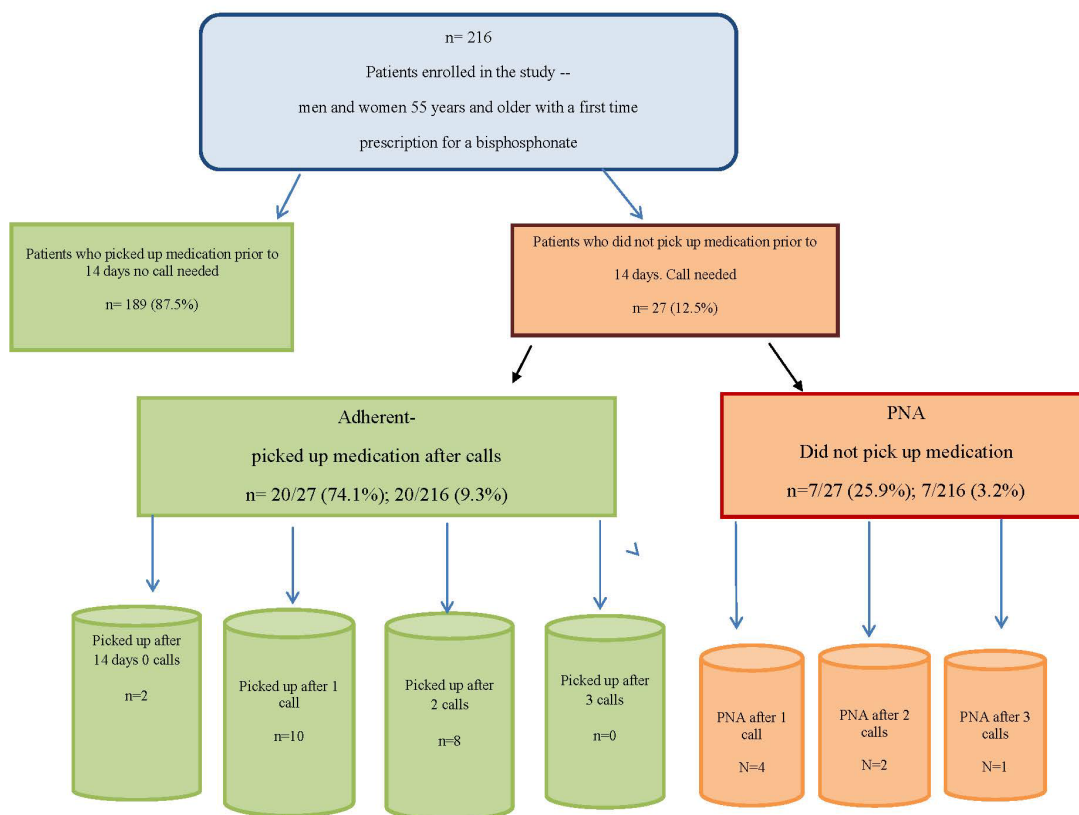 n= 216
Patients enrolled in the study --
men and women 55 years and older with a first time
prescription for a bisphosphonate
Patients who picked up medication prior to
14 days no call needed
n= 189 (87.5%)
Patients who did not pick up medication prior to
14 days. Call needed
n= 27 (12.5%)
Adherent-
picked up medication after calls
n= 20/27 (74.1%); 20/216 (9.3%)
PNA
Did not pick up medication
n=7/27 (25.9%); 7/216 (3.2%)
Picked up after
14 days 0 calls
n=2
Picked up after 1
call
n=10
Picked up after
2 calls
n=8
Picked up after
3 calls
n=0
PNA after 1
call
N=4
PNA after 2
calls
N=2
PNA after 3
calls
N=1